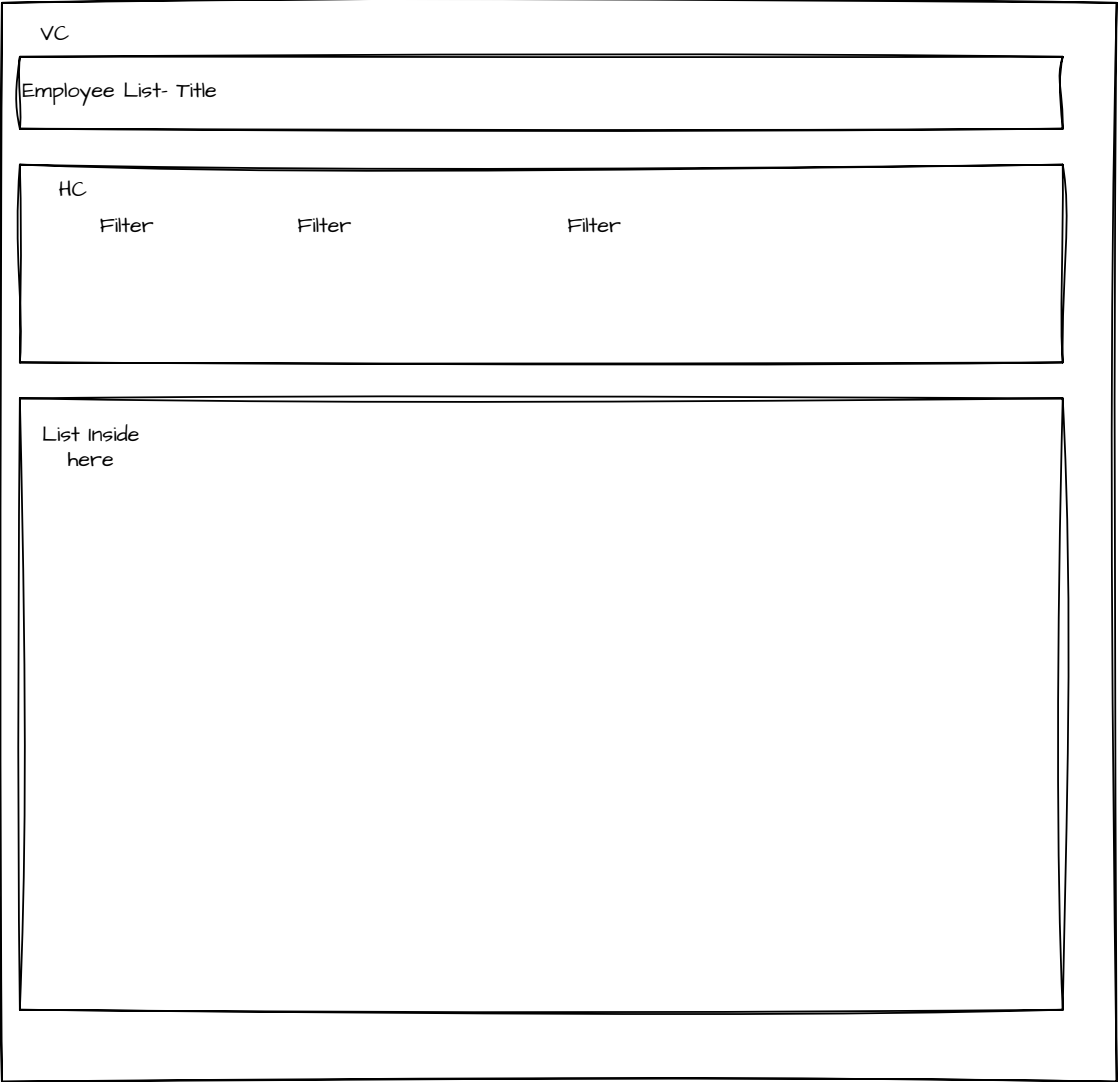 VC
Employee List- Title
HC
Filter Filter Filter
List Inside
here